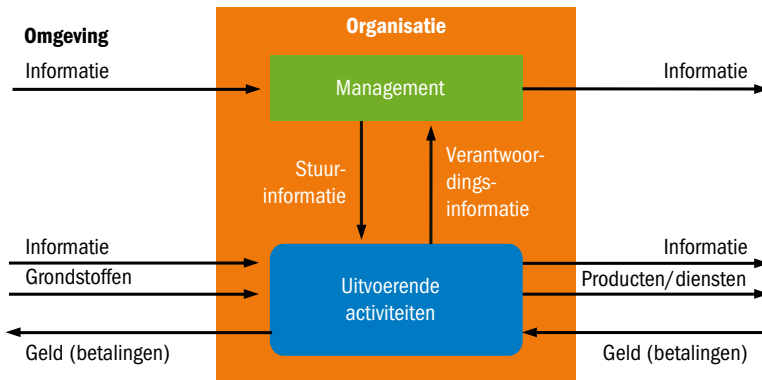 Organisatie
Omgeving
Informatie
Management
Informatie
Stuur-
informatie
Verantwoor-
dings-
informatie
Informatie
Grondstoffen
Uitvoerende
activiteiten
Informatie
Producten/diensten
Geld (betalingen)
Geld (betalingen)